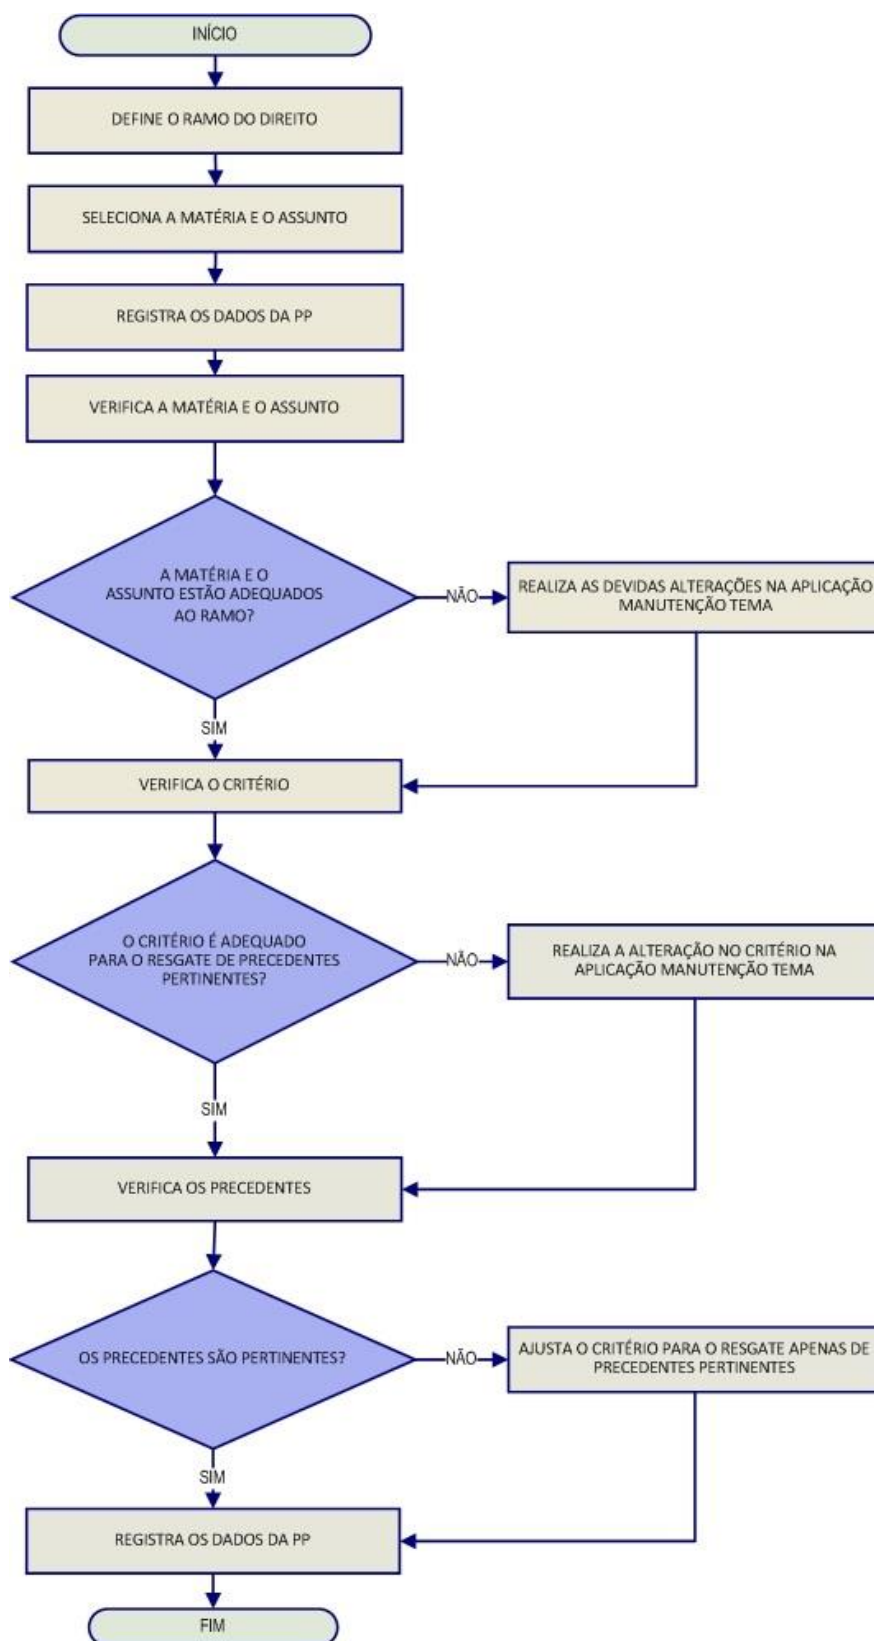 INÍCIO
DEFINE O RAMO DO DIREITO
SELECIONA A MATÉRIA E O ASSUNTO
REGISTRA OS DADOS DA PP
VERIFICA A MATÉRIA E O ASSUNTO
A MATÉRIA E O
ASSUNTO ESTÃO ADEQUADOS
AO RAMO?
NÃO
REALIZA AS DEVIDAS ALTERAÇÕES NA APLICAÇÃO
MANUTENÇÃO TEMA
SIM
VERIFICA O CRITÉRIO
O CRITÉRIO É ADEQUADO
PARA O RESGATE DE PRECEDENTES
PERTINENTES?
NÃO
REALIZA A ALTERAÇÃO NO CRITÉRIO NA
APLICAÇÃO MANUTENÇÃO TEMA
SIM
VERIFICA OS PRECEDENTES
OS PRECEDENTES SÃO PERTINENTES?
NÃO
AJUSTA O CRITÉRIO PARA O RESGATE APENAS DE
PRECEDENTES PERTINENTES
SIM
REGISTRA OS DADOS DA PP
FIM